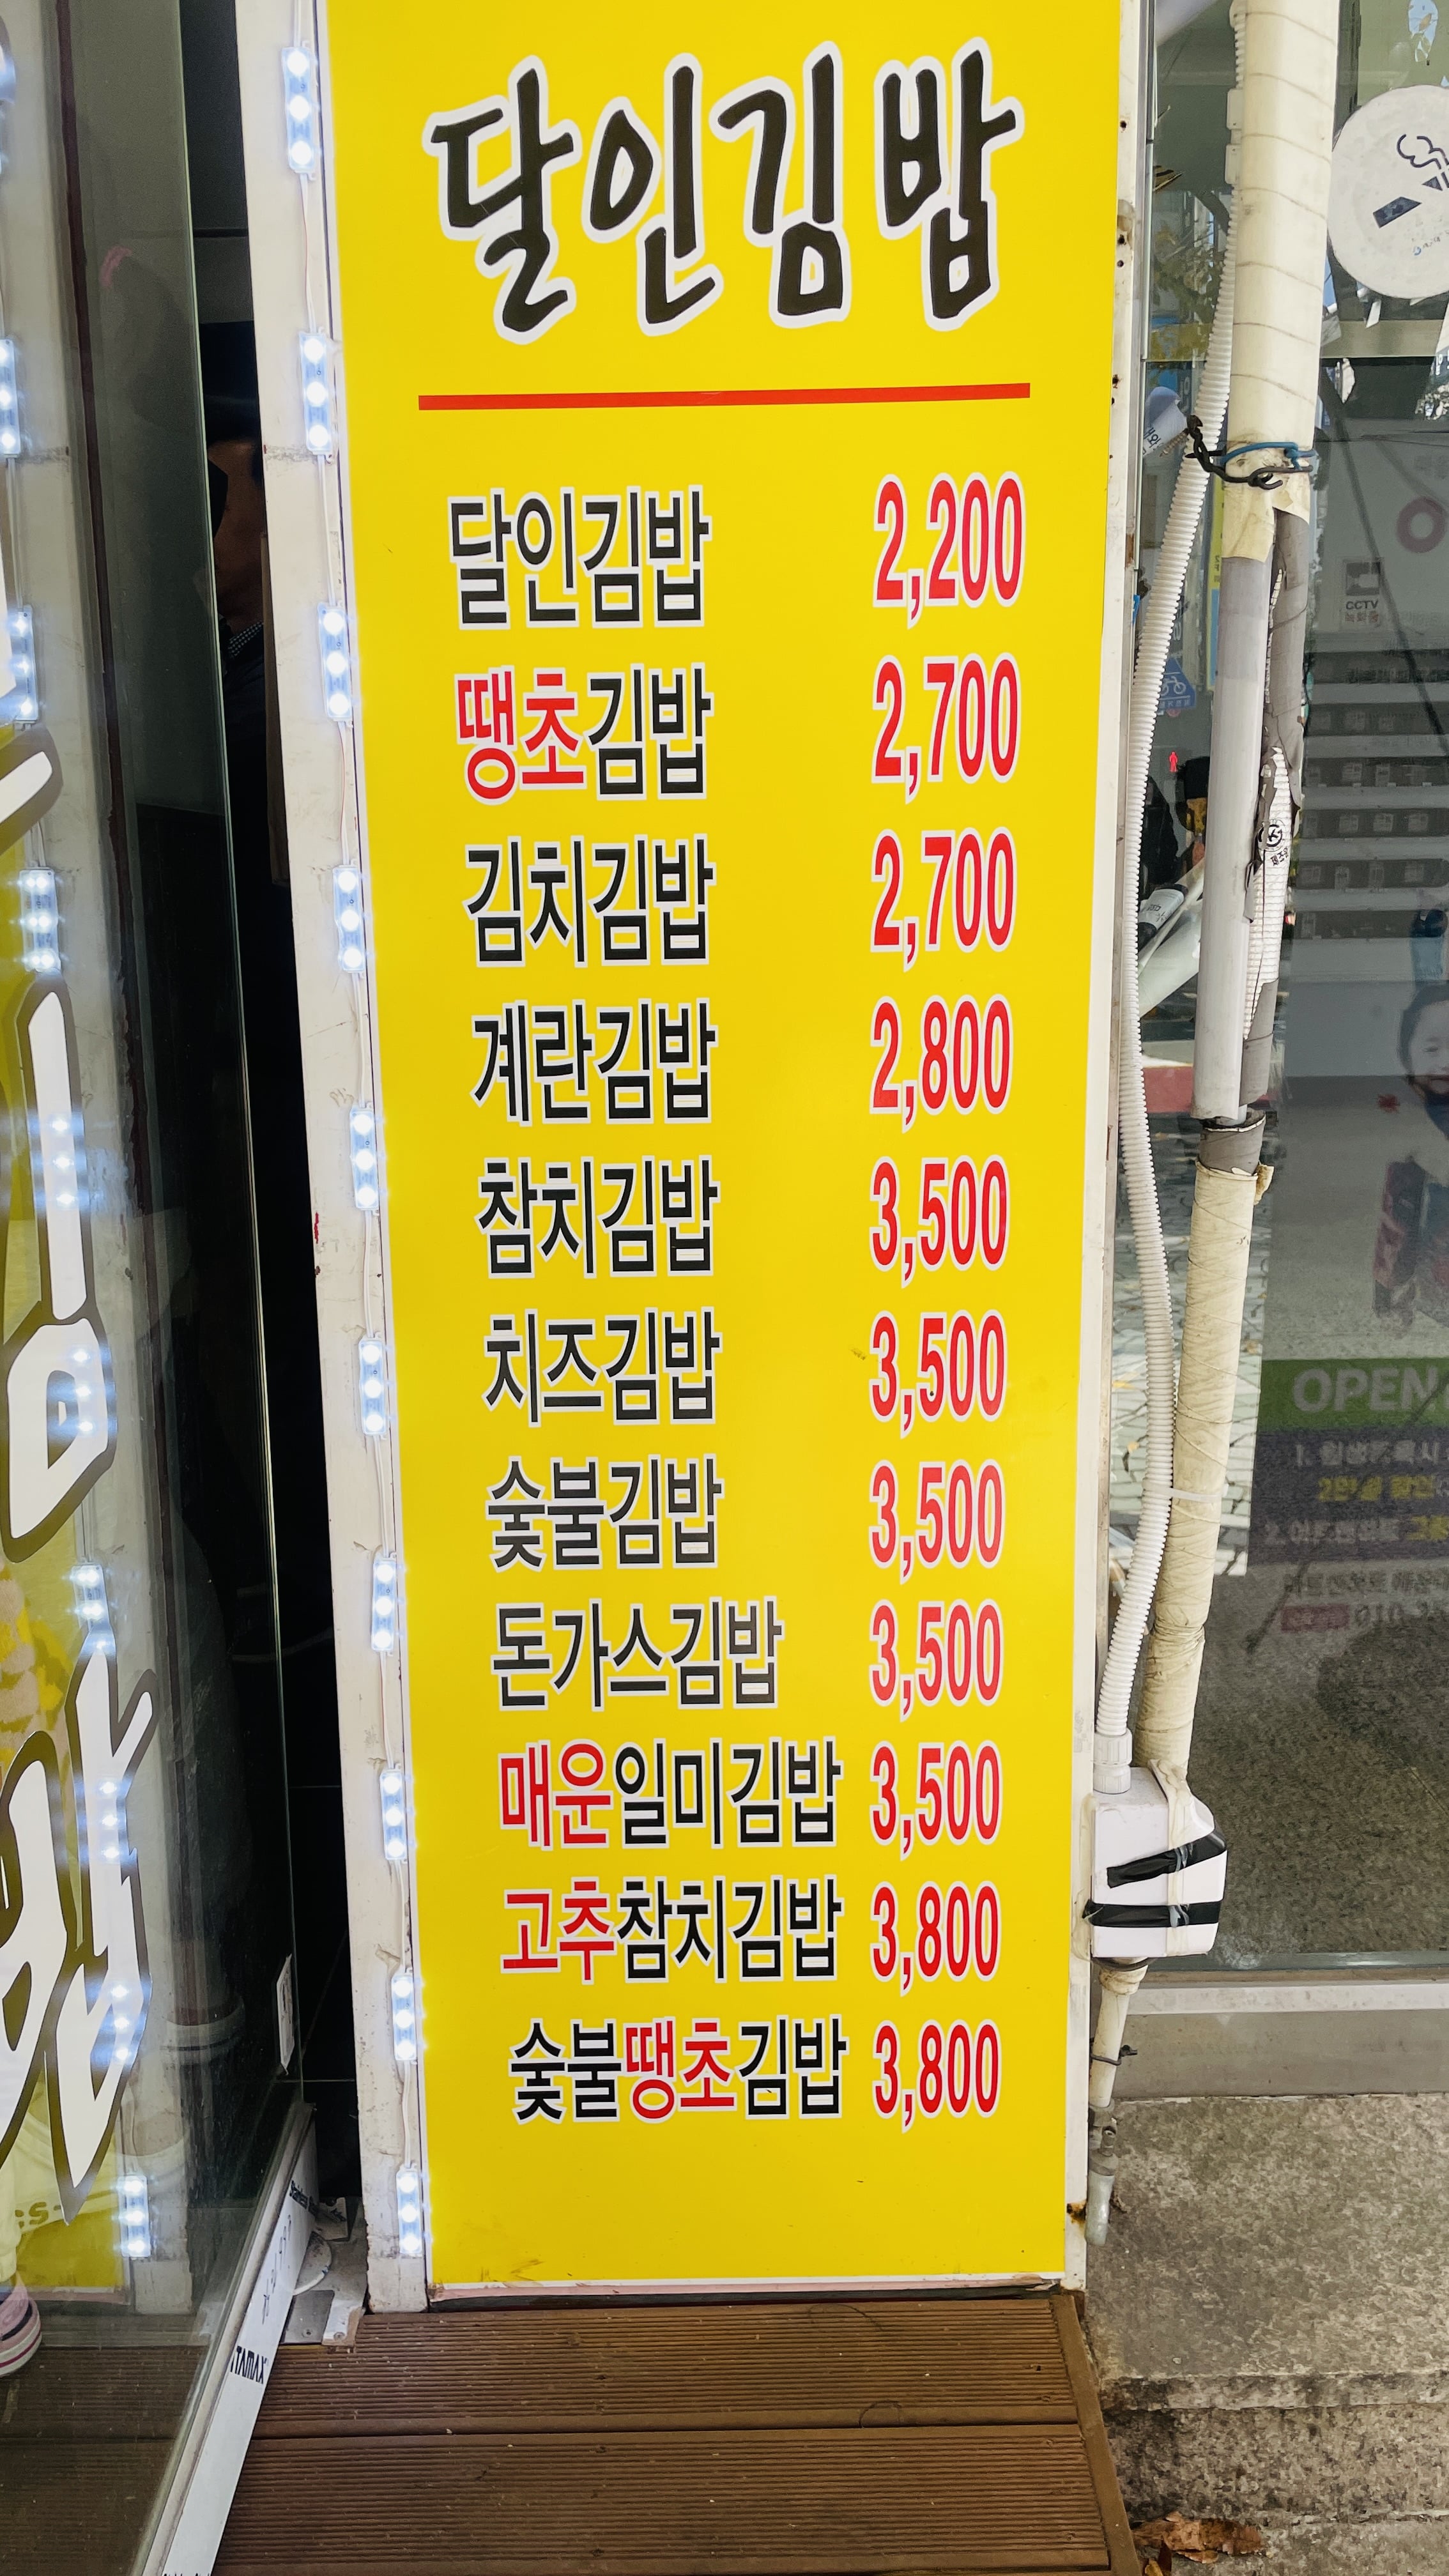 달인김밥
달인김밥 2,200
땡초김밥 2,700
김치김밥 2,700
계란김밥 2,800
참치김밥 3,500
치즈김밥 3,500
숯불김밥 3,500
돈가스김밥 3,500
매운일미김밥 3,500
고추참치김밥 3,800
숯불땡초김밥 3,800
CCTV
OPEN